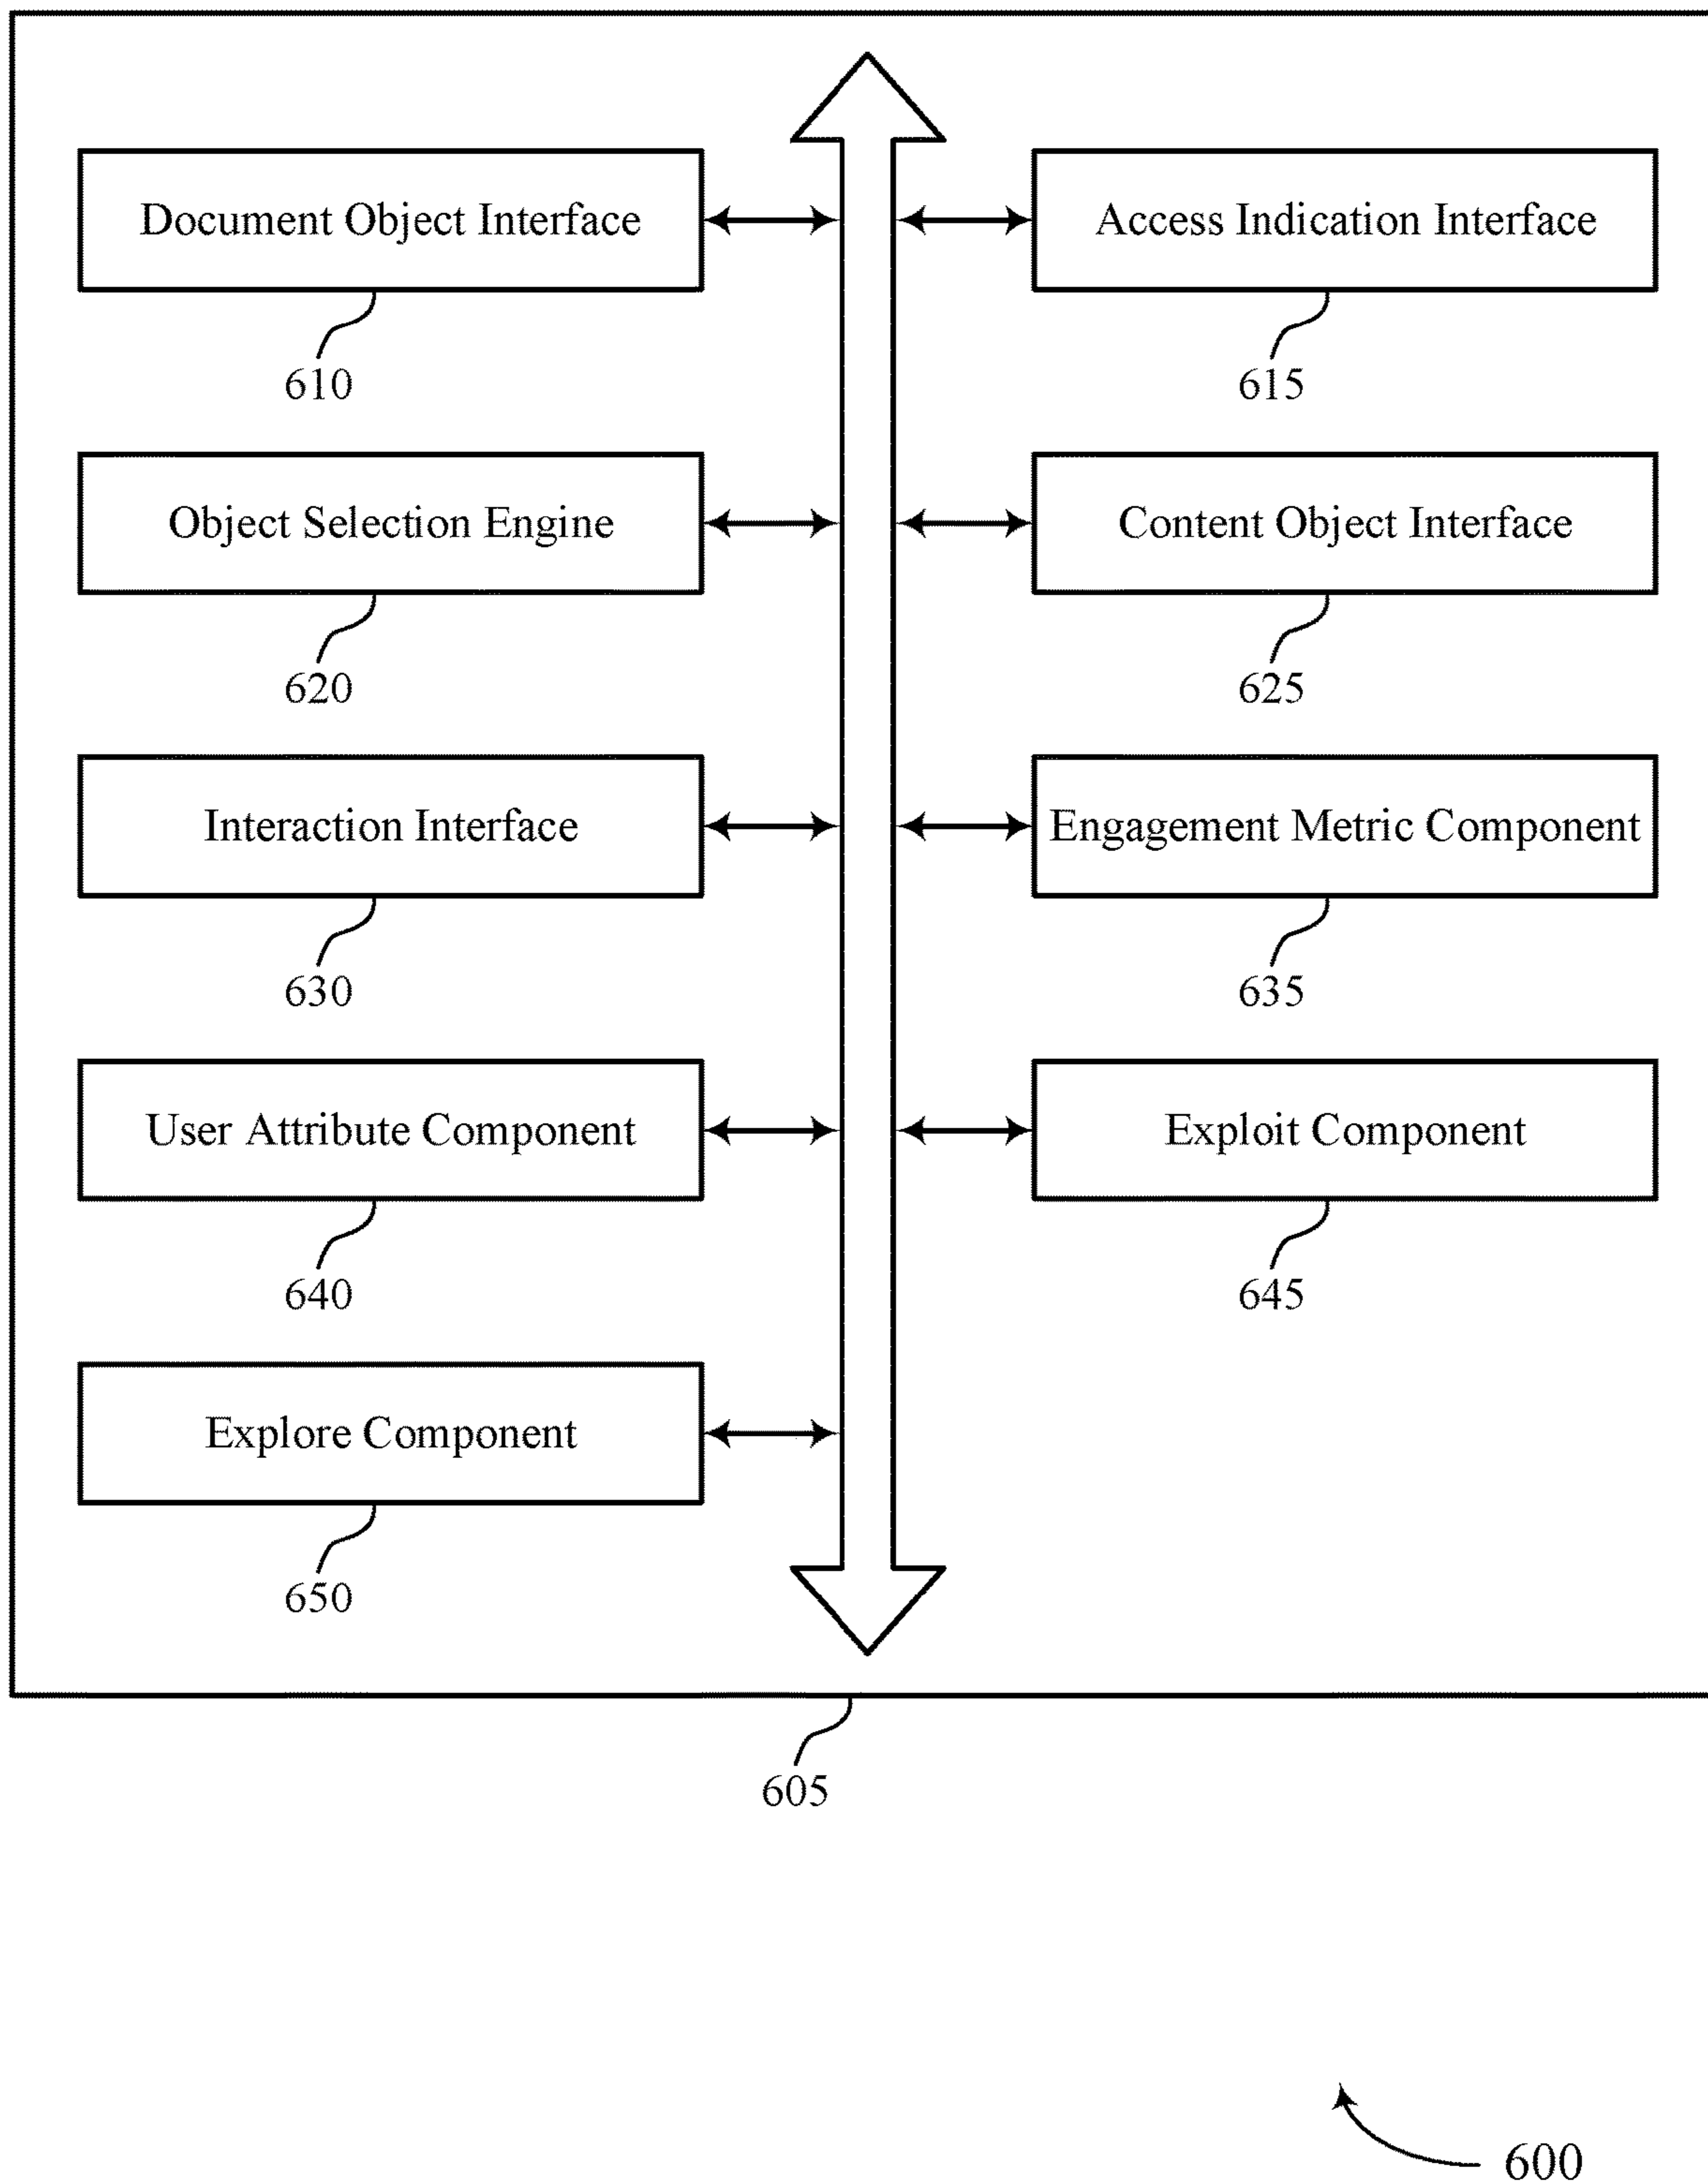 Document Object Interface
Access Indication Interface
610
615
Object Selection Engine
Content Object Interface
620
625
Interaction Interface
Engagement Metric Component
630
635
User Attribute Component
Exploit Component
640
645
Explore Component
650
605
600